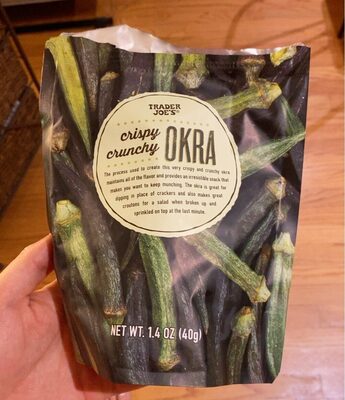 TRADER
JOE'S®
crispy
crunchy OKRA
The process used to create this very crispy and crunchy okra
maintains all of the flavor and provides an irresistible snack that
makes you want to keep munching. The okra is great for
dipping in place of crackers and also makes great
croutons for a salad when broken up and
sprinkled on top at the last minute.
NET WT. 1.4 OZ (40g)